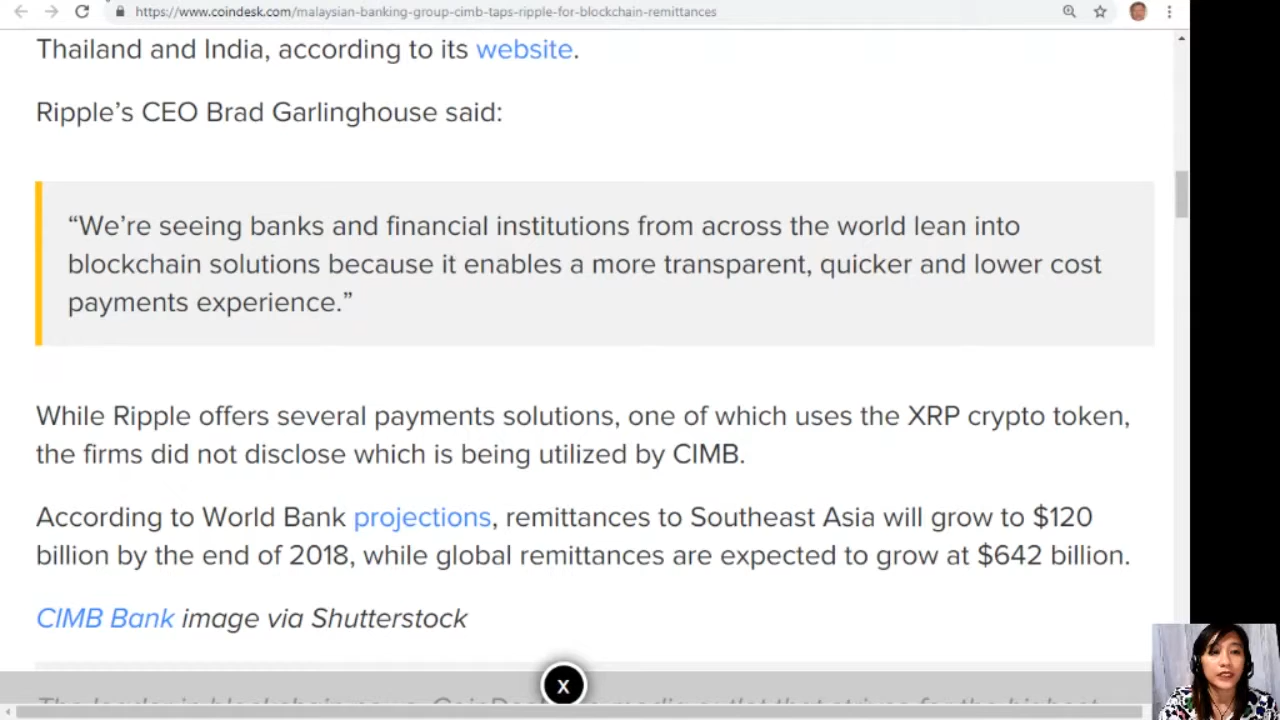 https://www.coindesk.com/malaysian-banking-group-cimb-taps-ripple-for-blockchain-remittances
Thailand and India, according to its website.
Ripple’s CEO Brad Garlinghouse said:
“We’re seeing banks and financial institutions from across the world lean into
blockchain solutions because it enables a more transparent, quicker and lower cost
payments experience.”
While Ripple offers several payments solutions, one of which uses the XRP crypto token,
the firms did not disclose which is being utilized by CIMB.
According to World Bank projections, remittances to Southeast Asia will grow to $120
billion by the end of 2018, while global remittances are expected to grow at $642 billion.
CIMB Bank image via Shutterstock
X